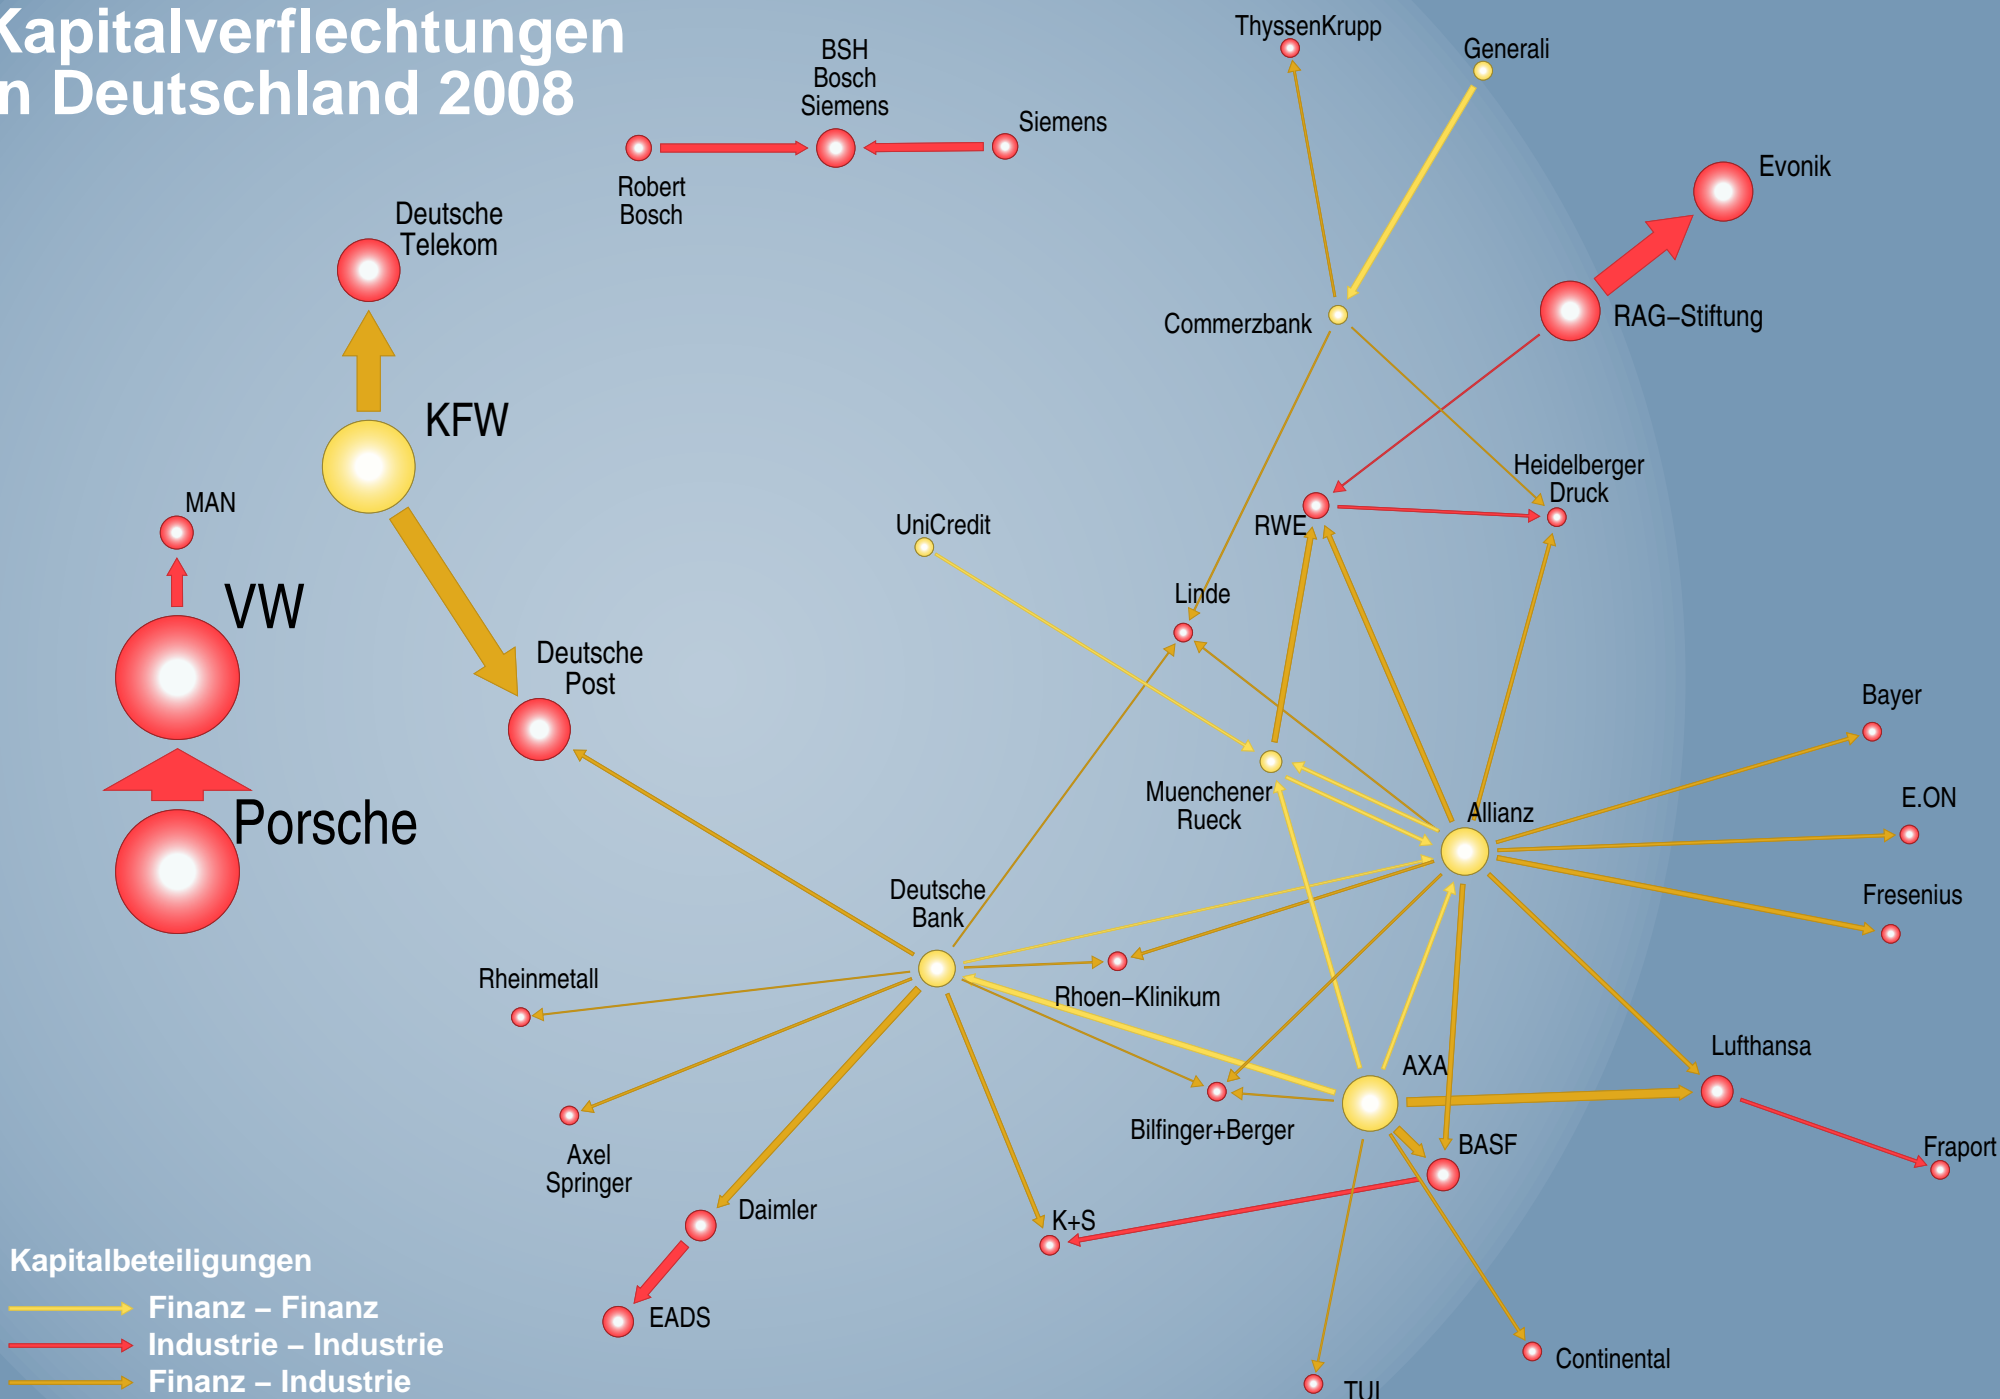 Kapitalverflechtungen
n Deutschland 2008
ThyssenKrupp
Generali
BSH
Bosch
Siemens
Siemens
Robert
Bosch
Evonik
Deutsche
Telekom
RAG–Stiftung
Commerzbank
KFW
Heidelberger
Druck
MAN
UniCredit
RWE
VW
Linde
Deutsche
Post
Bayer
Muenchener
Rueck
Allianz
E.ON
Porsche
Deutsche
Bank
Fresenius
Rheinmetall
Rhoen–Klinikum
Lufthansa
AXA
Bilfinger+Berger
BASF
Fraport
Axel
Springer
Daimler
K+S
EADS
Continental
TUI
Kapitalbeteiligungen
Finanz – Finanz
Industrie – Industrie
Finanz – Industrie